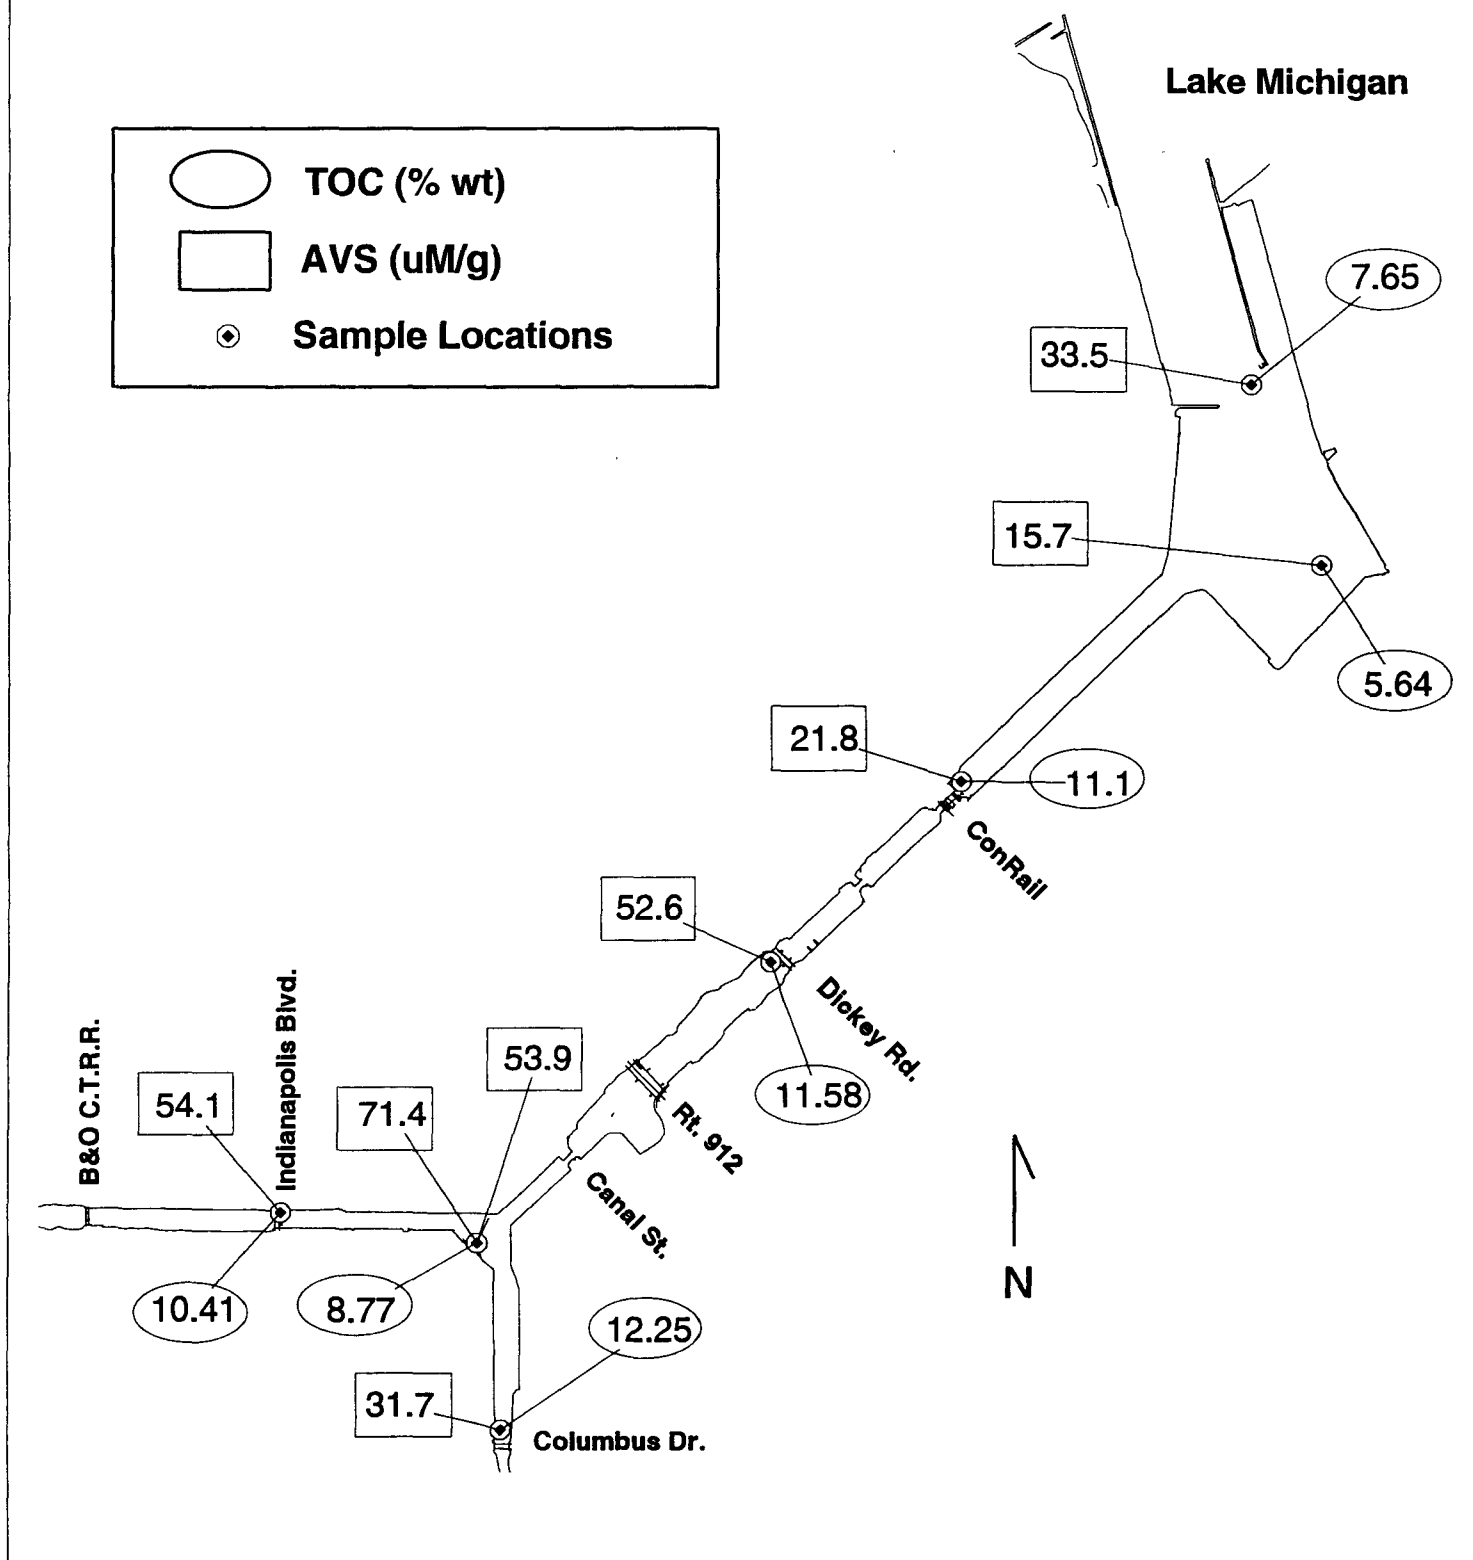 Lake Michigan
TOC (% wt)
AVS (uM/g)
Sample Locations
7.65
33.5
15.7
5.64
21.8
11.1
ConRail
52.6
Dickey Rd.
11.58
53.9
Rt. 912
71.4
54.1
Indianapolis Blvd.
B&O C.T.R.R.
Canal St.
N
10.41
8.77
12.25
31.7
Columbus Dr.